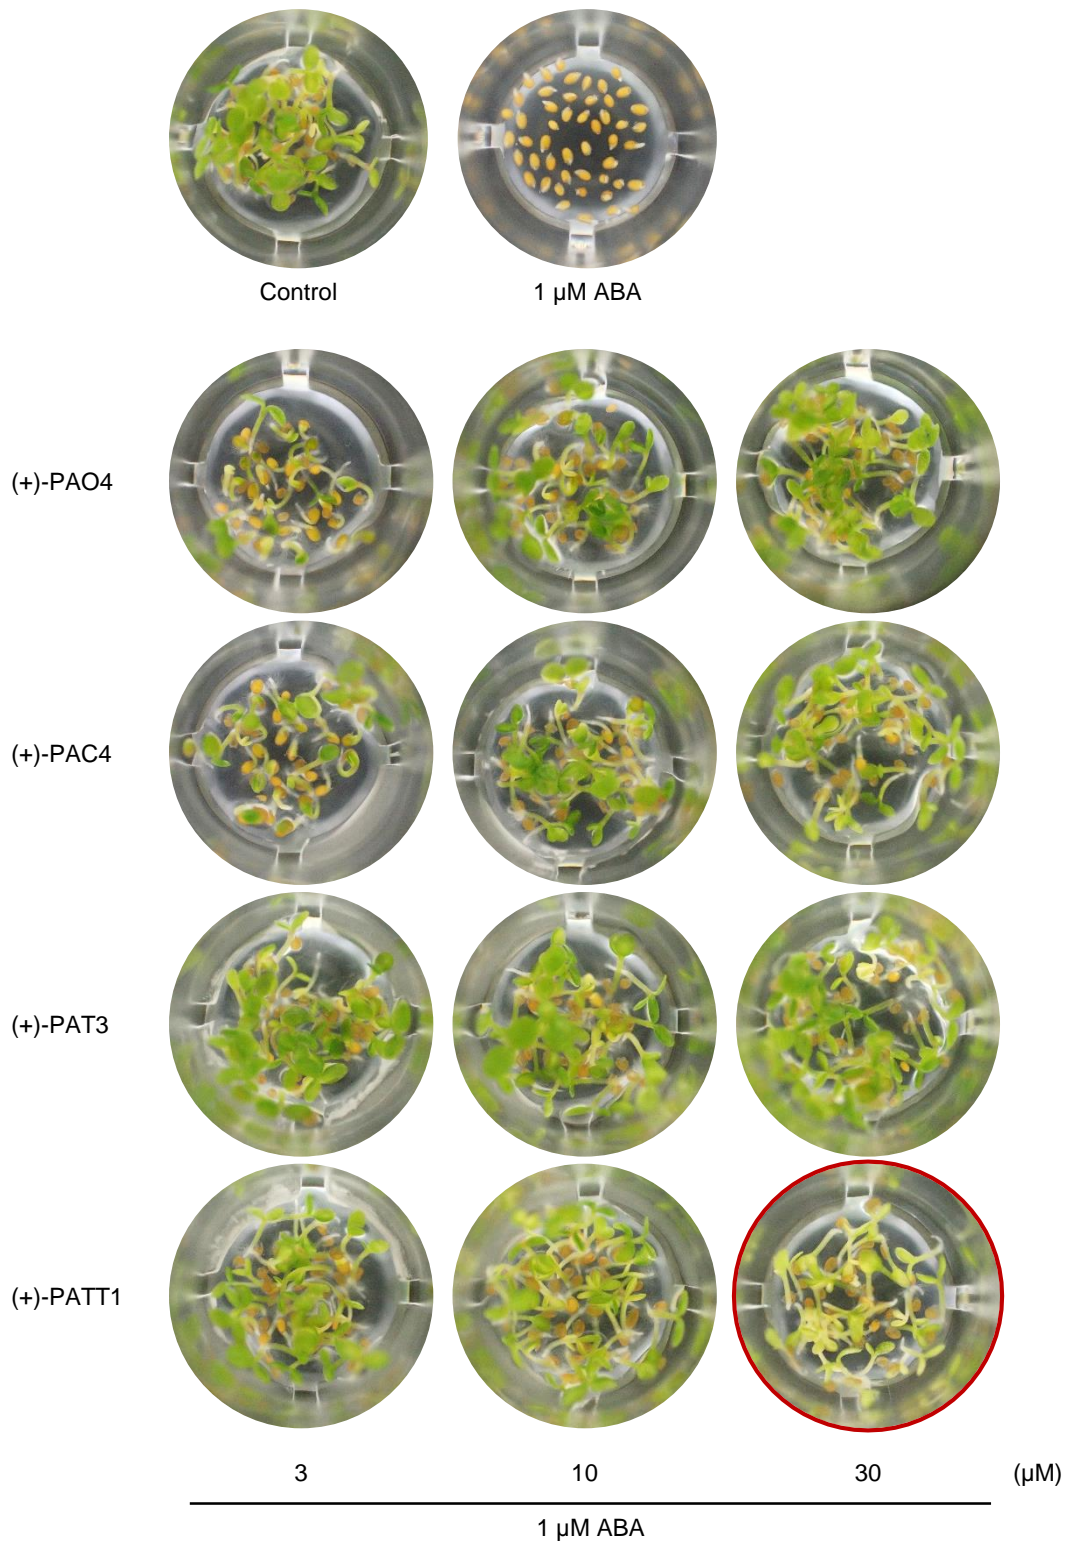 Control
1 µM ABA
(+)-PAO4
(+)-PAC4
(+)-PAT3
(+)-PATT1
3
10
30
(µM)
1 µM ABA